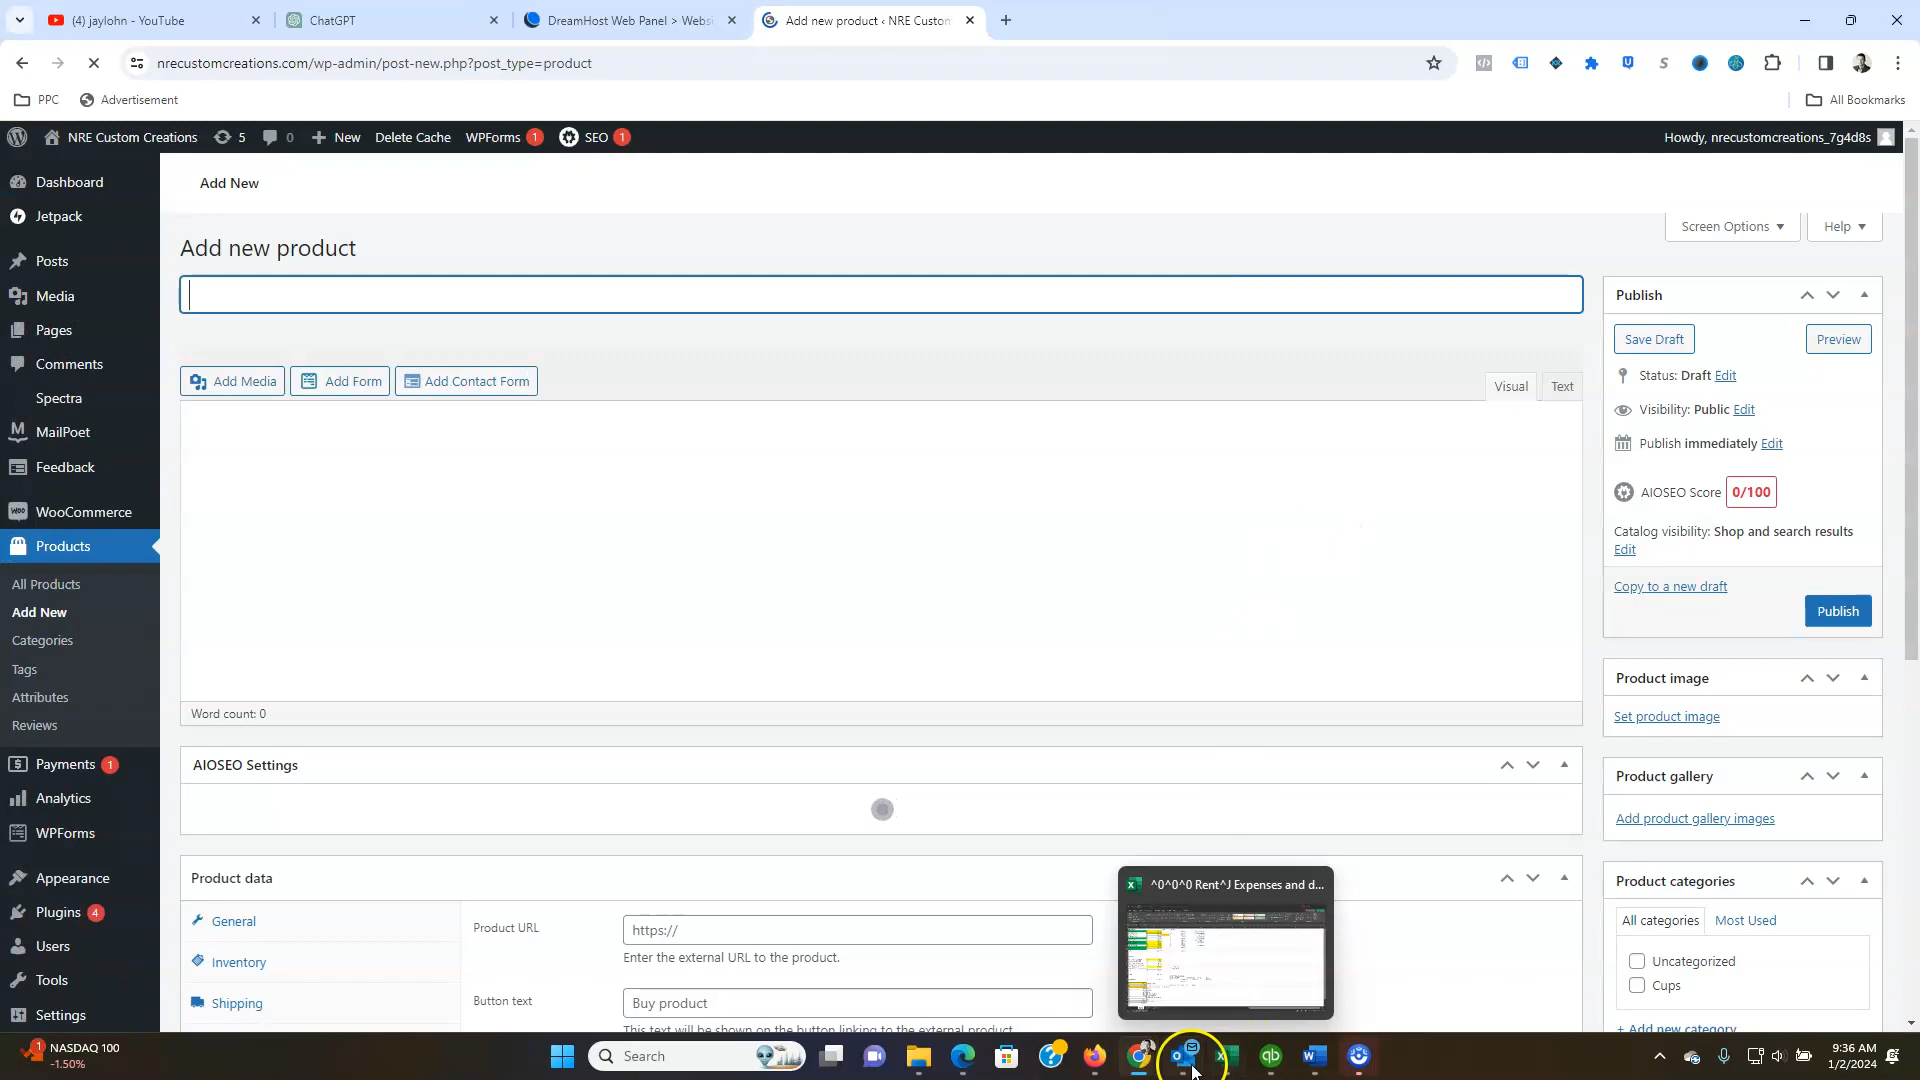 (4) jaylohn - YouTube
ChatGPT
DreamHost Web Panel > Websi
Add new product ‹ NRE Custom
nrecustomcreations.com/wp-admin/post-new.php?post_type=product
PPC
Advertisement
All Bookmarks
NRE Custom Creations
5
0
New
Delete Cache
WPForms 1
SEO 1
Howdy, nrecustomcreations_7g4d8s
Dashboard
Jetpack
Posts
Media
Pages
Comments
Spectra
MailPoet
Feedback
WooCommerce
Products
All Products
Add New
Categories
Tags
Attributes
Reviews
Payments 1
Analytics
WPForms
Appearance
Plugins 4
Users
Tools
Settings
Add New
Screen Options
Help
Add new product
Add Media
Add Form
Add Contact Form
Visual
Text
Word count: 0
AIOSEO Settings
Product data
General
Inventory
Shipping
Product URL
https://
Enter the external URL to the product.
Button text
Buy product
This text will be shown on the button linking to the external product.
Publish
Save Draft
Preview
Status: Draft Edit
Visibility: Public Edit
Publish immediately Edit
AIOSEO Score 0/100
Catalog visibility: Shop and search results
Edit
Copy to a new draft
Publish
Product image
Set product image
Product gallery
Add product gallery images
Product categories
All categories
Most Used
Uncategorized
Cups
+ Add new category
^0^0^0 Rent^J Expenses and d...
1
NASDAQ 100
-1.50%
Search
9:36 AM
1/2/2024